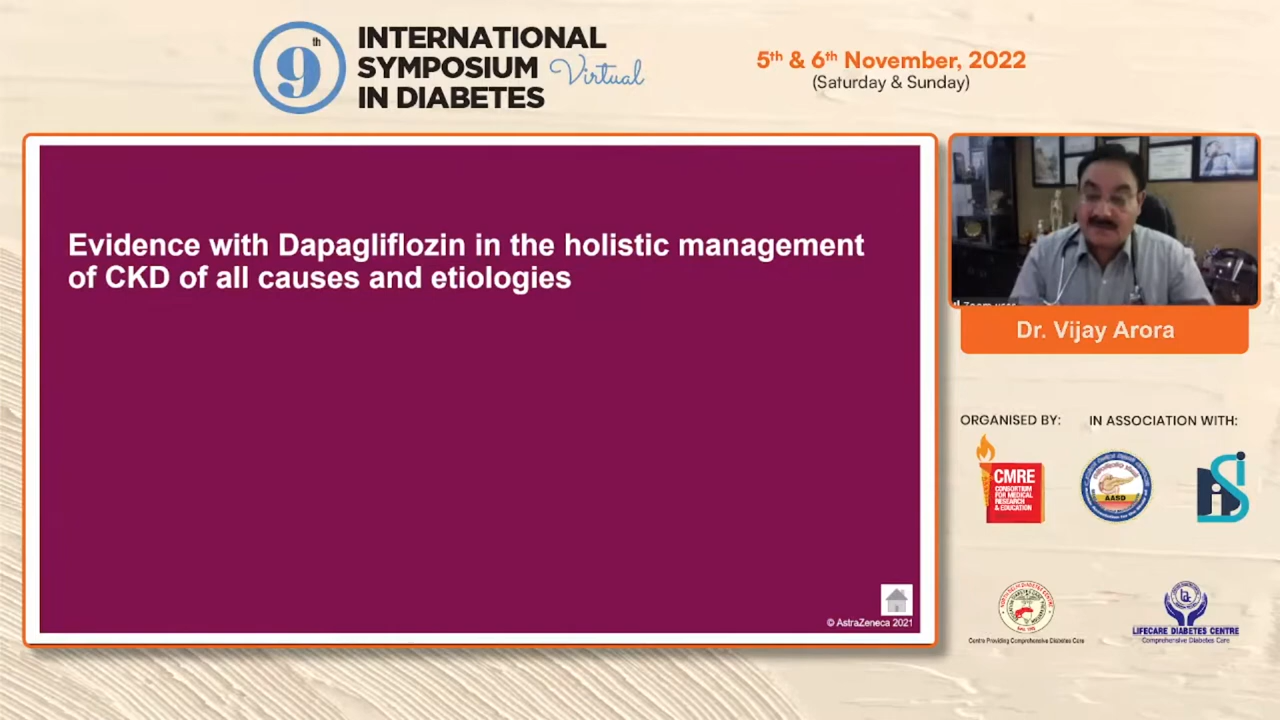 9th
INTERNATIONAL
SYMPOSIUM Virtual
IN DIABETES
5th & 6th November, 2022
(Saturday & Sunday)
Evidence with Dapagliflozin in the holistic management
of CKD of all causes and etiologies
© AstraZeneca 2021
Dr. Vijay Arora
ORGANISED BY:
IN ASSOCIATION WITH:
CMRE
CONSORTIUM
FOR MEDICAL
RESEARCH
& EDUCATION
AASD
Centre Providing Comprehensive Diabetes Care
LIFECARE DIABETES CENTRE
Comprehensive Diabetes Care